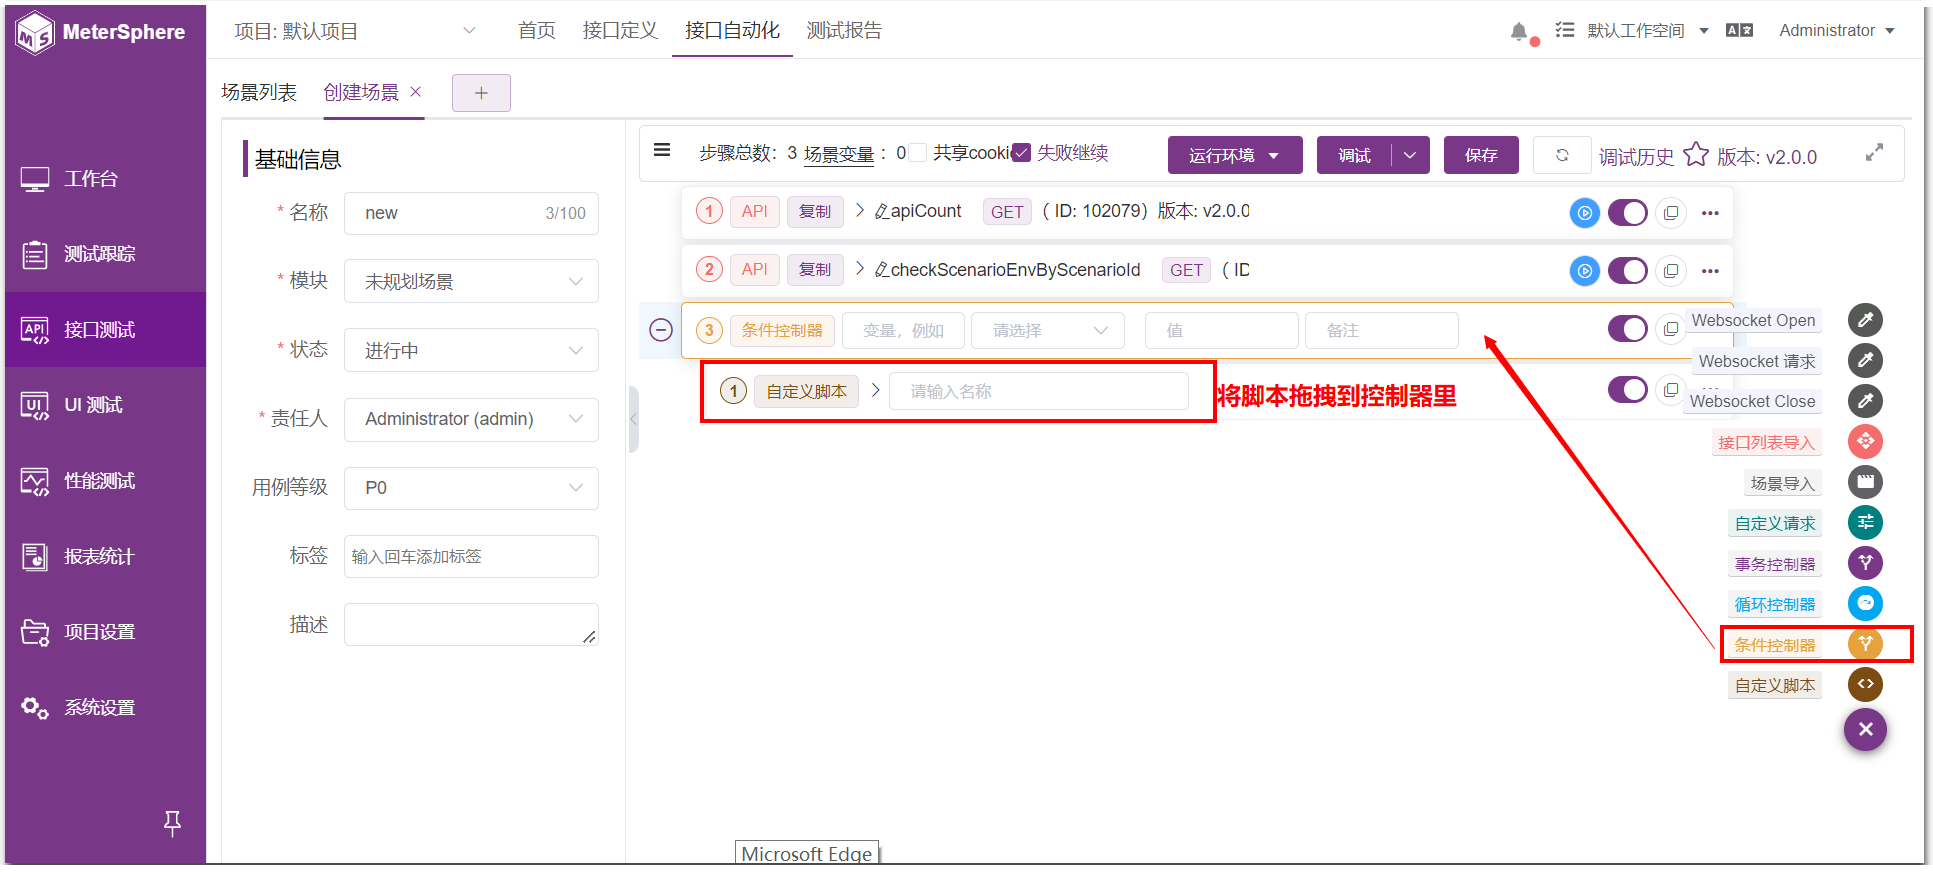 MeterSphere
项目: 默认项目
首页 接口定义 接口自动化 测试报告
默认工作空间
Administrator
场景列表 创建场景
工作台
测试跟踪
API 接口测试
UI UI 测试
性能测试
报表统计
项目设置
系统设置
基础信息
* 名称 new 3/100
* 模块 未规划场景
* 状态 进行中
* 责任人 Administrator (admin)
用例等级 P0
标签 输入回车添加标签
描述
步骤总数: 3 场景变量 : 0 共享cooki 失败继续 运行环境 调试 保存 调试历史 版本: v2.0.0
1 API 复制 apiCount GET ( ID: 102079) 版本: v2.0.0
2 API 复制 checkScenarioEnvByScenarioId GET ( ID
3 条件控制器 变量, 例如 请选择 值 备注
1 自定义脚本 请输入名称
将脚本拖拽到控制器里
Websocket Open
Websocket 请求
Websocket Close
接口列表导入
场景导入
自定义请求
事务控制器
循环控制器
条件控制器
自定义脚本
Microsoft Edge